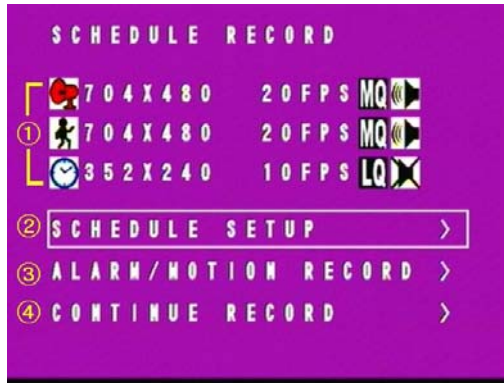 SCHEDULE RECORD
704X480 20FPS MQ
① 704X480 20FPS MQ
352X240 10FPS LQ
② SCHEDULE SETUP >
③ ALARM/MOTION RECORD >
④ CONTINUE RECORD >